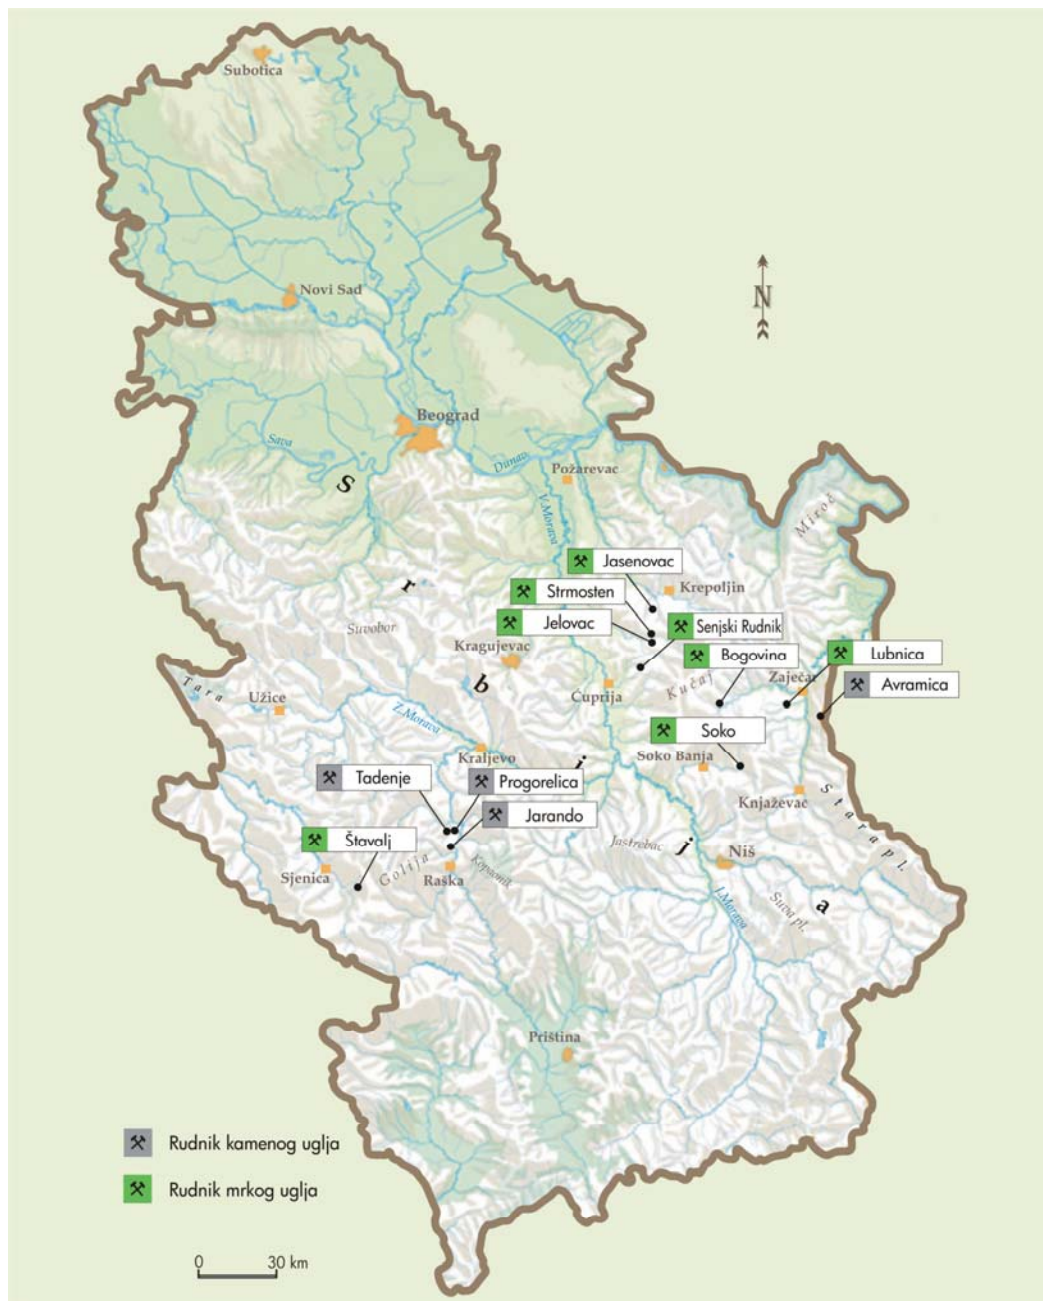 Subotica
Novi Sad
N
Beograd
Sava
Dunav
Požarevac
S
V.Morava
Miroč
Jasenovac
Krepoljin
Strmosten
r
Jelovac
Senjski Rudnik
Suvobor
Kragujevac
Bogovina
Lubnica
Zaječar
Avramica
Tara
Užice
b
Ćuprija
Kučaj
Z.Morava
Soko
Kraljevo
i
Soko Banja
Tadenje
Progorelica
Knjaževac
Stara pl.
Jarando
Štavalj
Jastrebac
j
Niš
Golija
Kopaonik
Sjenica
Raška
J.Morava
Suva pl.
a
Priština
Rudnik kamenog uglja
Rudnik mrkog uglja
0 30 km